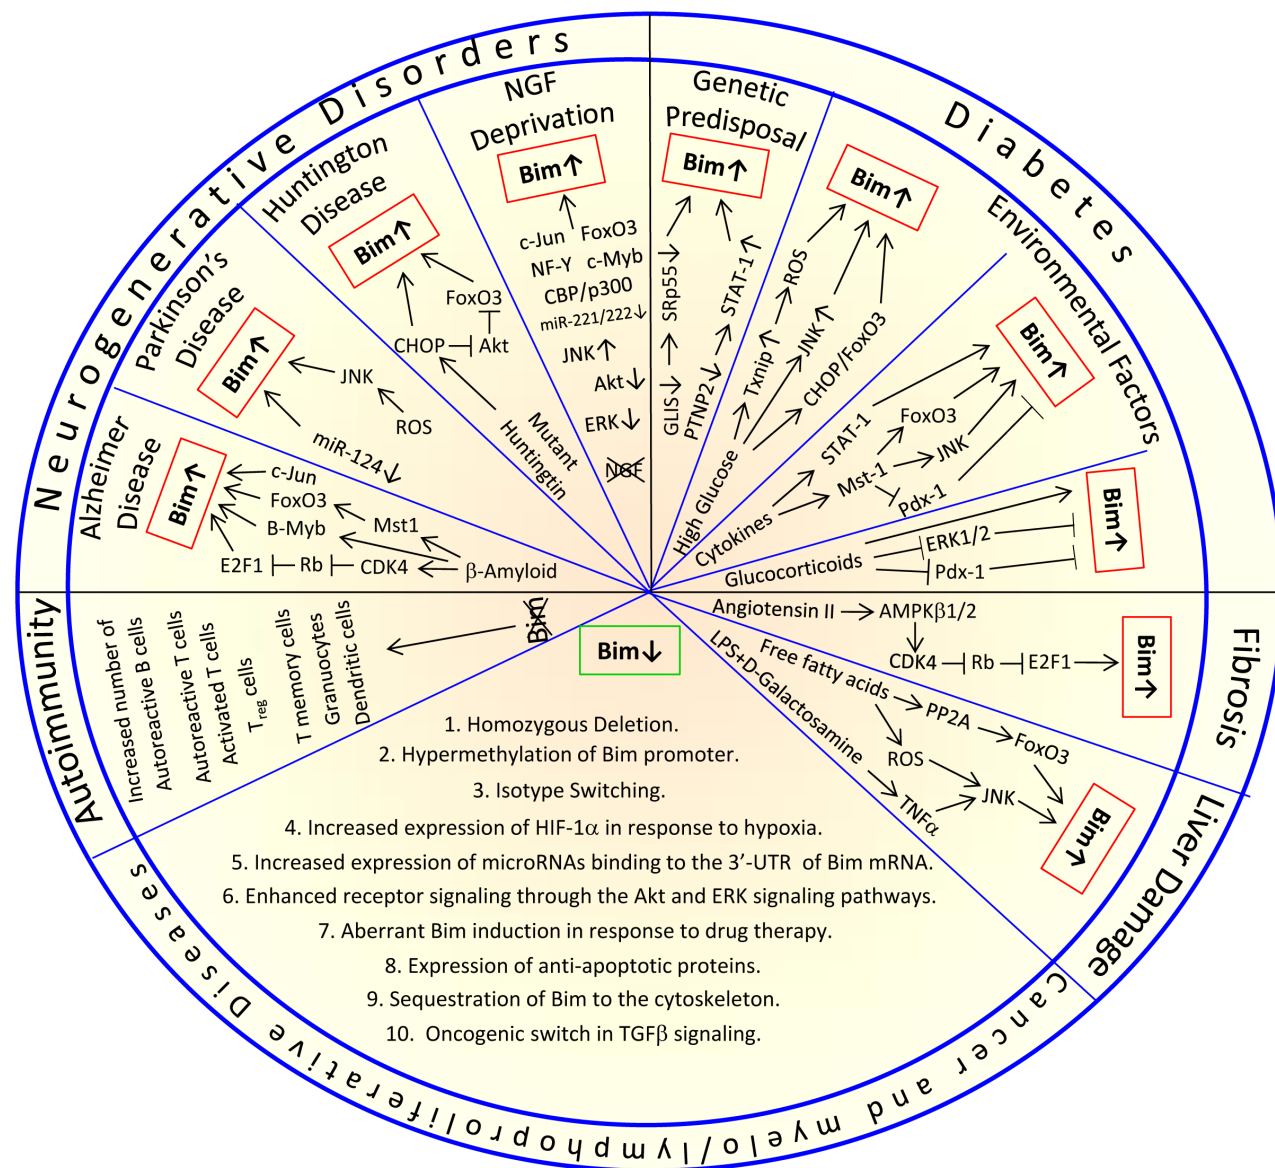 Neurogenerative Disorders
Diabetes
Fibrosis
Liver Damage
Cancer and myelo/lymphoproliferative Diseases
Autoimmunity
NGF
Deprivation
Bim↑
c-Jun FoxO3
NF-Y c-Myb
CBP/p300
miR-221/222↓
JNK↑
Akt↓
ERK↓
NGF
Huntington
Disease
Bim↑
FoxO3
CHOP Akt
Mutant
Huntingtin
Parkinson's
Disease
Bim↑
JNK
ROS
miR-124↓
Alzheimer
Disease
Bim↑
c-Jun
FoxO3
B-Myb
Mst1
E2F1 Rb CDK4 β-Amyloid
Genetic
Predisposal
Bim↑
GLIS↓→SRp55→
PTNP2↓→STAT-1↑
Bim↑
High Glucose
Txnip↑
ROS
JNK↑
CHOP/FoxO3
Environmental Factors
Bim↑
Cytokines
STAT-1
Mst-1
FoxO3
JNK
Pdx-1
Bim↑
Glucocorticoids
ERK1/2
Pdx-1
Angiotensin II → AMPKβ1/2
CDK4 Rb E2F1 →
Bim↑
Free fatty acids
PP2A
FoxO3
ROS
JNK
LPS+D-Galactosamine
TNFα
Bim↑
Bim
Increased number of
Autoreactive B cells
Autoreactive T cells
Activated T cells
Treg cells
T memory cells
Granuocytes
Dendritic cells
Bim↓
1. Homozygous Deletion.
2. Hypermethylation of Bim promoter.
3. Isotype Switching.
4. Increased expression of HIF-1α in response to hypoxia.
5. Increased expression of microRNAs binding to the 3’-UTR of Bim mRNA.
6. Enhanced receptor signaling through the Akt and ERK signaling pathways.
7. Aberrant Bim induction in response to drug therapy.
8. Expression of anti-apoptotic proteins.
9. Sequestration of Bim to the cytoskeleton.
10. Oncogenic switch in TGFβ signaling.